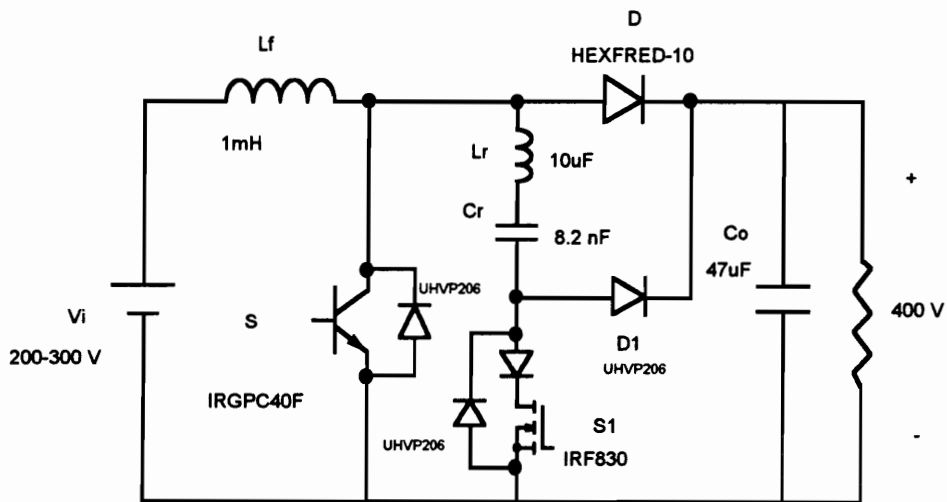 D
HEXFRED-10
Lf
1mH
Lr
10uF
Cr
8.2 nF
+
Co
47uF
UHVP206
Vi
S
D1
400 V
200-300 V
UHVP206
IRGPC40F
S1
UHVP206
IRF830
-